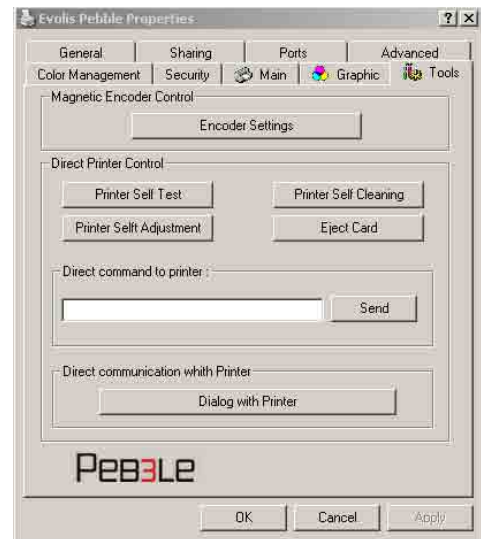 Evolis Pebble Properties
General Sharing Ports Advanced
Color Management Security Main Graphic Tools
Magnetic Encoder Control
Encoder Settings
Direct Printer Control
Printer Self Test Printer Self Cleaning
Printer Selft Adjustment Eject Card
Direct command to printer :
Send
Direct communication whith Printer
Dialog with Printer
PEB3LE
OK Cancel Apply